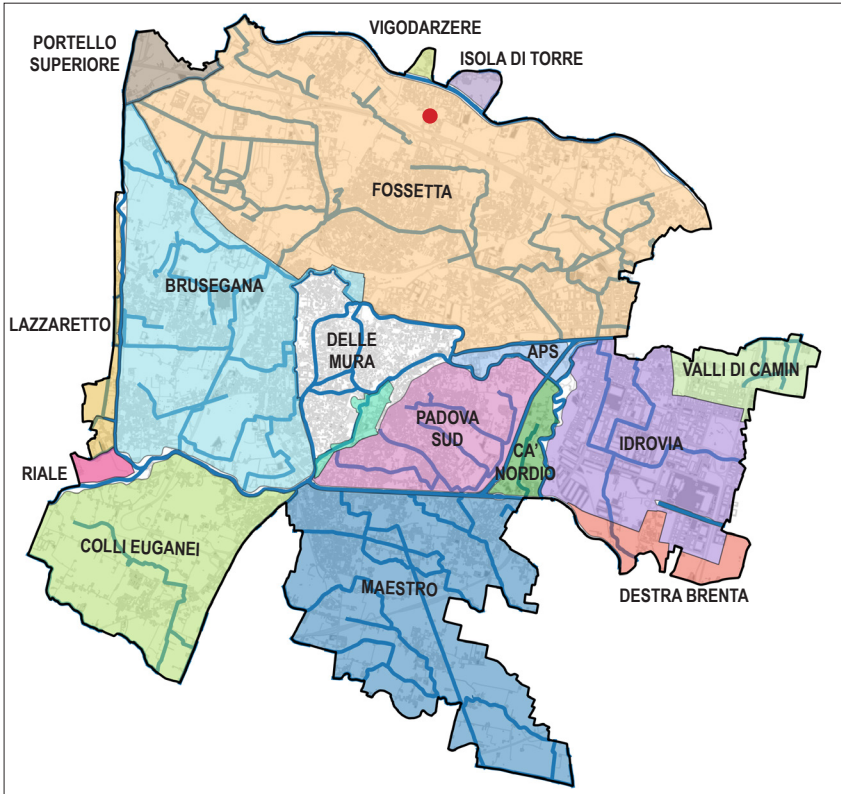 VIGODARZERE
PORTELLO
SUPERIORE
ISOLA DI TORRE
FOSSETTA
BRUSEGANA
LAZZARETTO
DELLE
MURA
APS
VALLI DI CAMIN
PADOVA
SUD
IDROVIA
CA'
NORDIO
RIALE
COLLI EUGANEI
MAESTRO
DESTRA BRENTA